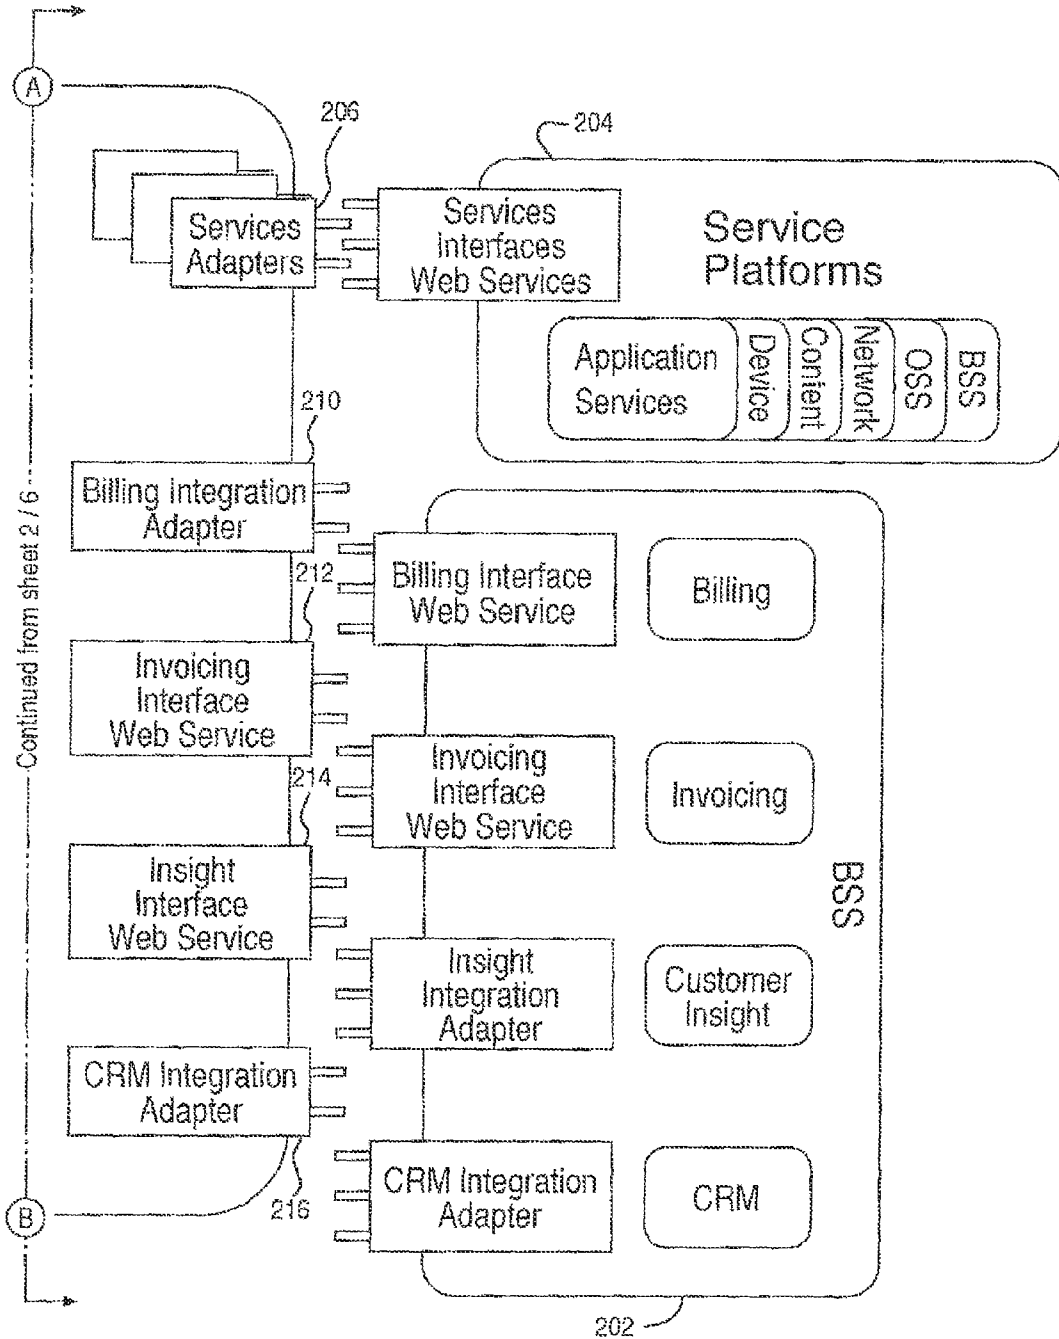 A
206
204
Services
Adapters
Services
Interfaces
Web Services
Service
Platforms
Application
Services
Device
Content
Network
OSS
BSS
210
Billing Integration
Adapter
Continued from sheet 2 / 6
212
Billing Interface
Web Service
Billing
Invoicing
Interface
Web Service
214
Invoicing
Interface
Web Service
Invoicing
BSS
Insight
Interface
Web Service
Insight
Integration
Adapter
Customer
Insight
CRM Integration
Adapter
216
CRM Integration
Adapter
CRM
B
202